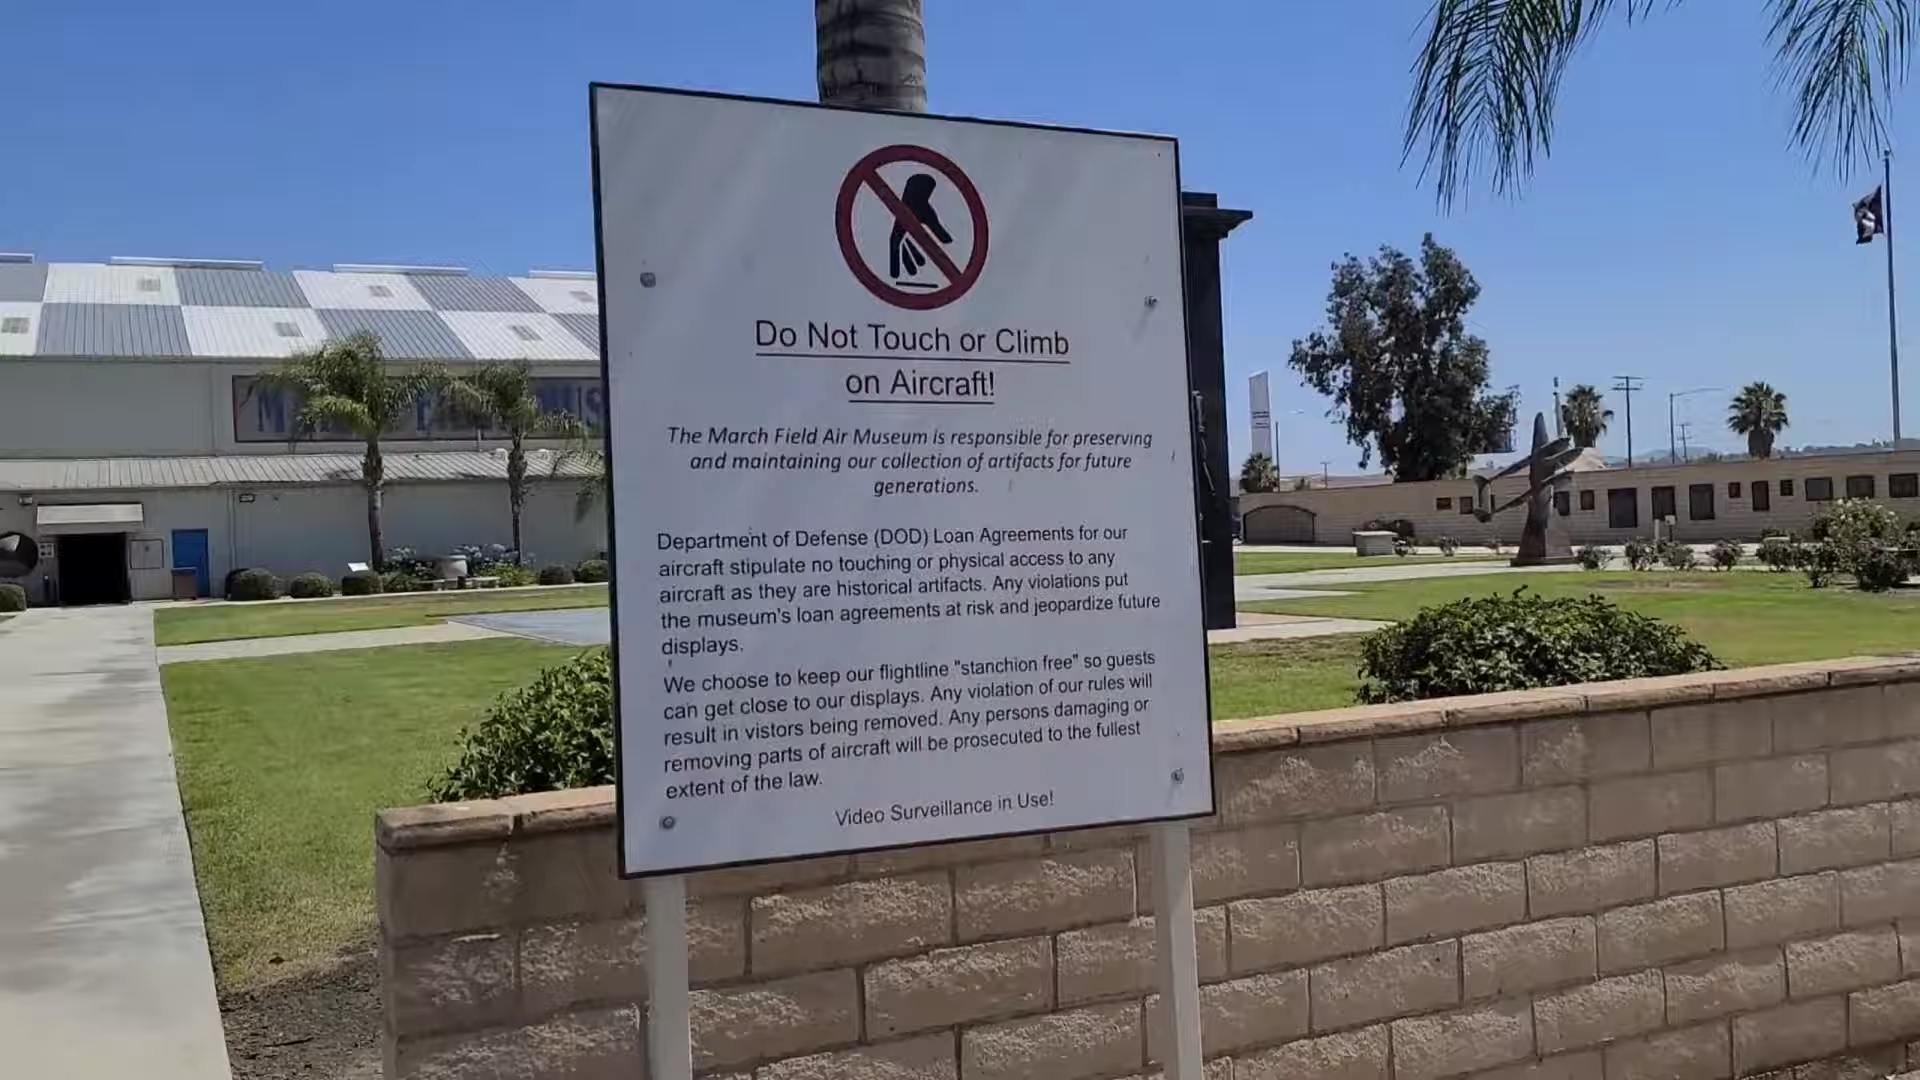 Do Not Touch or Climb
on Aircraft!
The March Field Air Museum is responsible for preserving
and maintaining our collection of artifacts for future
generations.
Department of Defense (DOD) Loan Agreements for our
aircraft stipulate no touching or physical access to any
aircraft as they are historical artifacts. Any violations put
the museum's loan agreements at risk and jeopardize future
displays.
We choose to keep our flightline "stanchion free" so guests
can get close to our displays. Any violation of our rules will
result in vistors being removed. Any persons damaging or
removing parts of aircraft will be prosecuted to the fullest
extent of the law.
Video Surveillance in Use!